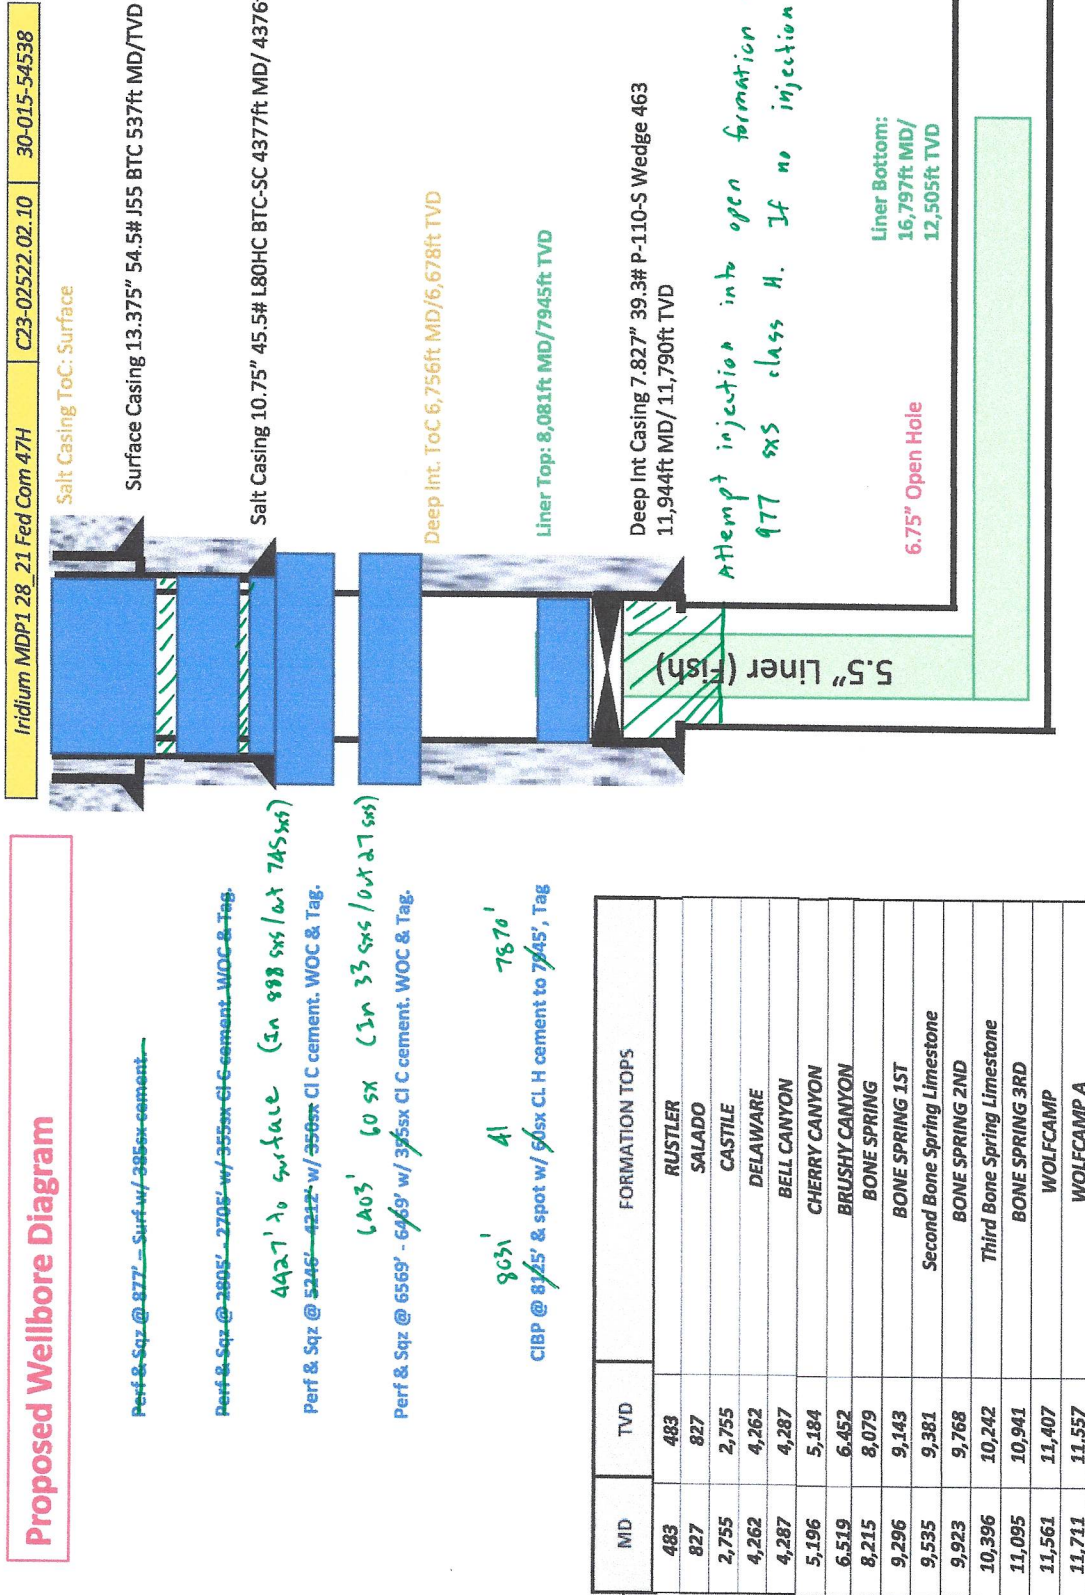 Proposed Wellbore Diagram
Iridium MDP1 28_21 Fed Com 47H C23-02522.02.10 30-015-54538
Salt Casing ToC: Surface
Surface Casing 13.375" 54.5# J55 BTC 537ft MD/TVD
Salt Casing 10.75" 45.5# L80HC BTC-SC 4377ft MD/ 4376
Deep Int. ToC 6,756ft MD/6,678ft TVD
Liner Top: 8,081ft MD/7945ft TVD
Deep Int Casing 7.827" 39.3# P-110-S Wedge 463
11,944ft MD/ 11,790ft TVD
Attempt injection into open formation
977 sxs class H. If no injection
Liner Bottom:
16,797ft MD/
12,505ft TVD
6.75" Open Hole
5.5" Liner (Fish)
Perf & Sqz @ 877' – Surf w/ 385sx cement.
Perf & Sqz @ 2805' - 2705' w/ 355sx Cl C cement. WOC & Tag.
4427' to surface (In 898 sxs/out 745 sxs)
Perf & Sqz @ 5246' - 4212' w/ 350sx Cl C cement. WOC & Tag.
6403' 60 sx (In 33 sxs/Out 27 sxs)
Perf & Sqz @ 6569' - 6469' w/ 355sx Cl C cement. WOC & Tag.
8031' 41 7870'
CIBP @ 8125' & spot w/ 60sx CL H cement to 7945', Tag
MD TVD FORMATION TOPS
483 483 RUSTLER
827 827 SALADO
2,755 2,755 CASTILE
4,262 4,262 DELAWARE
4,287 4,287 BELL CANYON
5,196 5,184 CHERRY CANYON
6,519 6,452 BRUSHY CANYON
8,215 8,079 BONE SPRING
9,296 9,143 BONE SPRING 1ST
9,535 9,381 Second Bone Spring Limestone
9,923 9,768 BONE SPRING 2ND
10,396 10,242 Third Bone Spring Limestone
11,095 10,941 BONE SPRING 3RD
11,561 11,407 WOLFCAMP
11,711 11,557 WOLFCAMP A